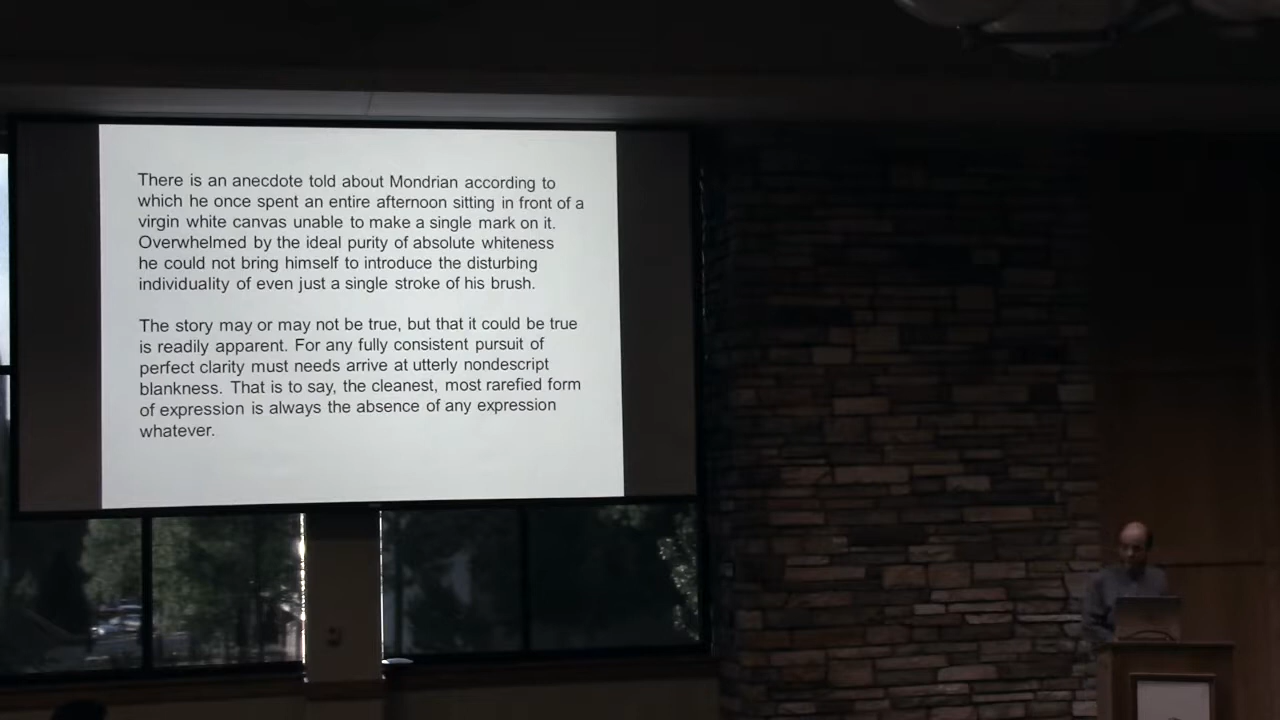 There is an anecdote told about Mondrian according to
which he once spent an entire afternoon sitting in front of a
virgin white canvas unable to make a single mark on it.
Overwhelmed by the ideal purity of absolute whiteness
he could not bring himself to introduce the disturbing
individuality of even just a single stroke of his brush.
The story may or may not be true, but that it could be true
is readily apparent. For any fully consistent pursuit of
perfect clarity must needs arrive at utterly nondescript
blankness. That is to say, the cleanest, most rarefied form
of expression is always the absence of any expression
whatever.